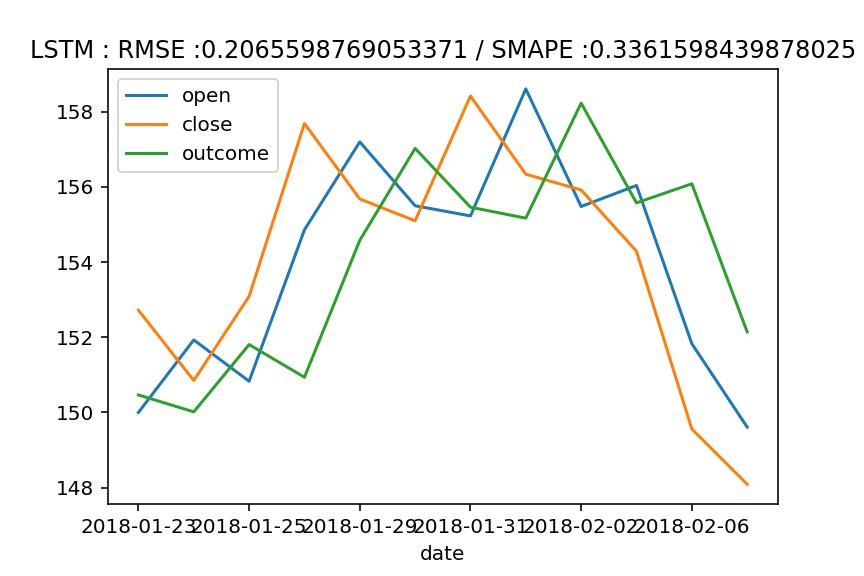 LSTM : RMSE :0.2065598769053371 / SMAPE :0.3361598439878025
open
close
outcome
158
156
154
152
150
148
2018-01-23 2018-01-25 2018-01-29 2018-01-31 2018-02-02 2018-02-06
date